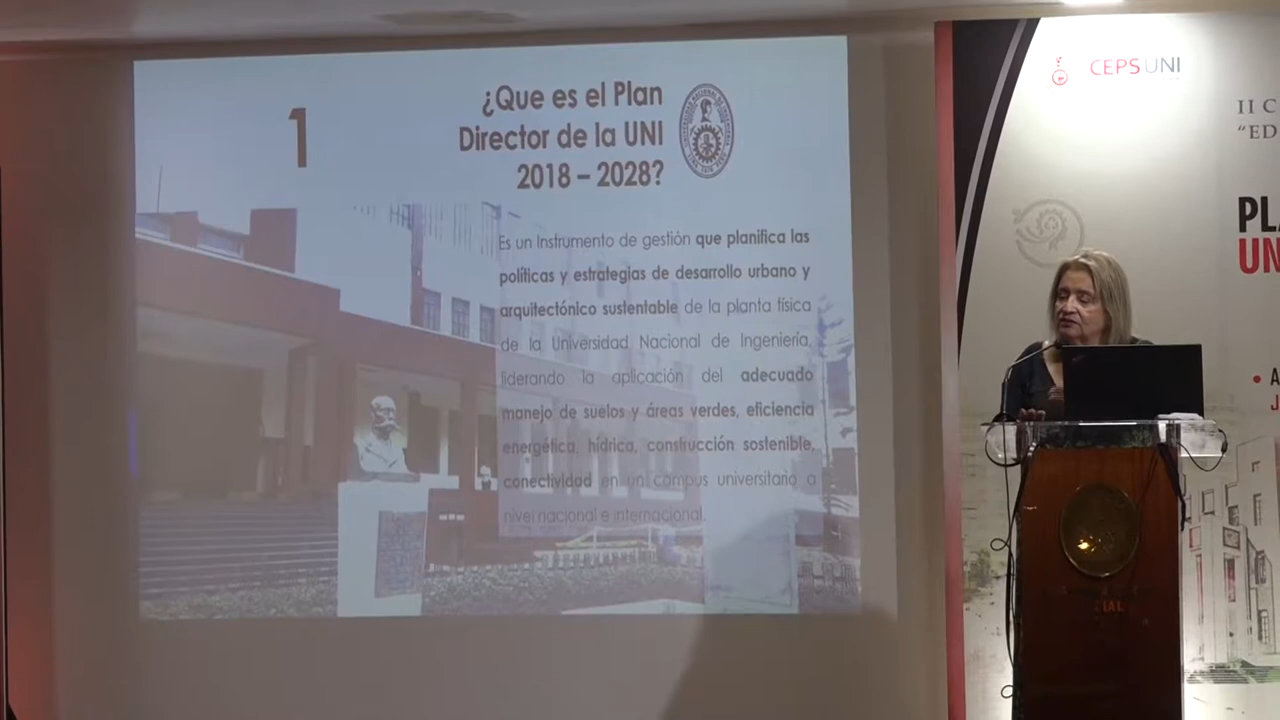 1
¿Que es el Plan
Director de la UNI
2018 – 2028?
Es un Instrumento de gestión que planifica las
políticas y estrategias de desarrollo urbano y
arquitectónico sustentable de la planta física
de la Universidad Nacional de Ingeniería,
liderando la aplicación del adecuado
manejo de suelos y áreas verdes, eficiencia
energética, hídrica, construcción sostenible,
conectividad en un campus universitario a
nivel nacional e internacional.
CEPSUNI
II C
"ED
PL
UN
• A
J
CIAL